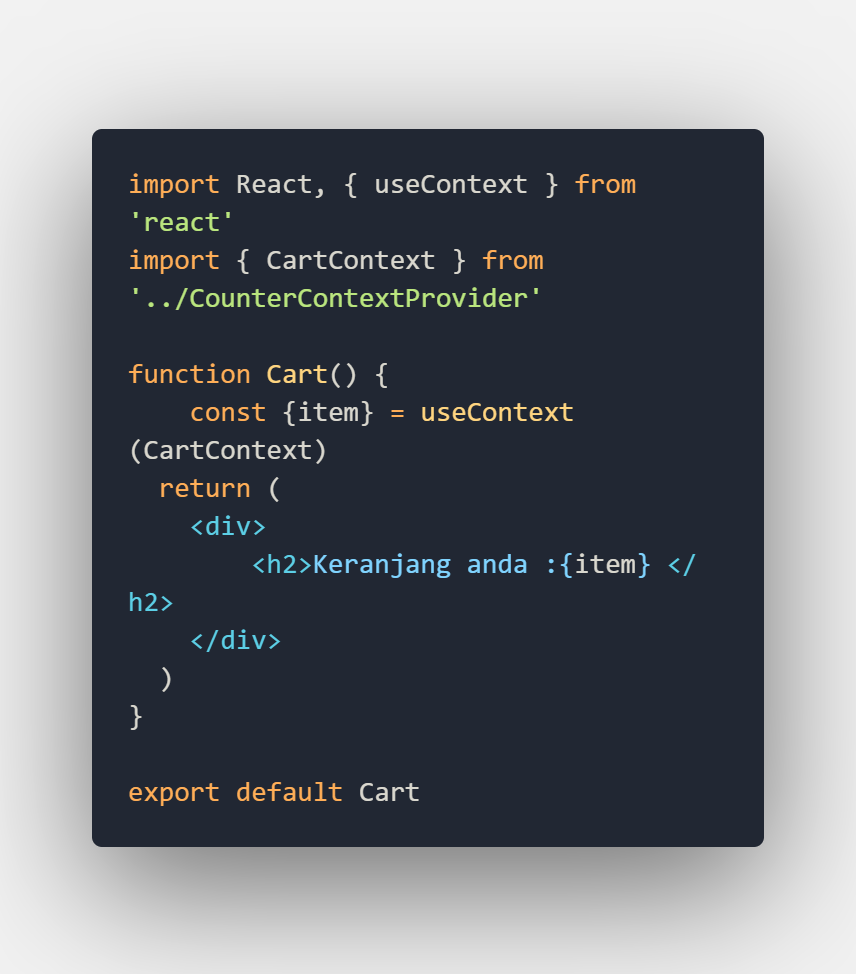 import React, { useContext } from
'react'
import { CartContext } from
'../CounterContextProvider'

function Cart() {
    const {item} = useContext
(CartContext)
  return (
    <div>
        <h2>Keranjang anda :{item} </
h2>
    </div>
  )
}

export default Cart